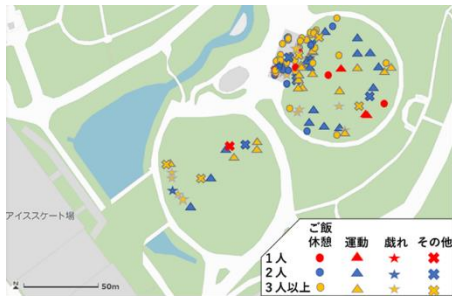 アイススケート場
N
50m
ご飯
休憩 運動 戯れ その他
1人
2人
3人以上